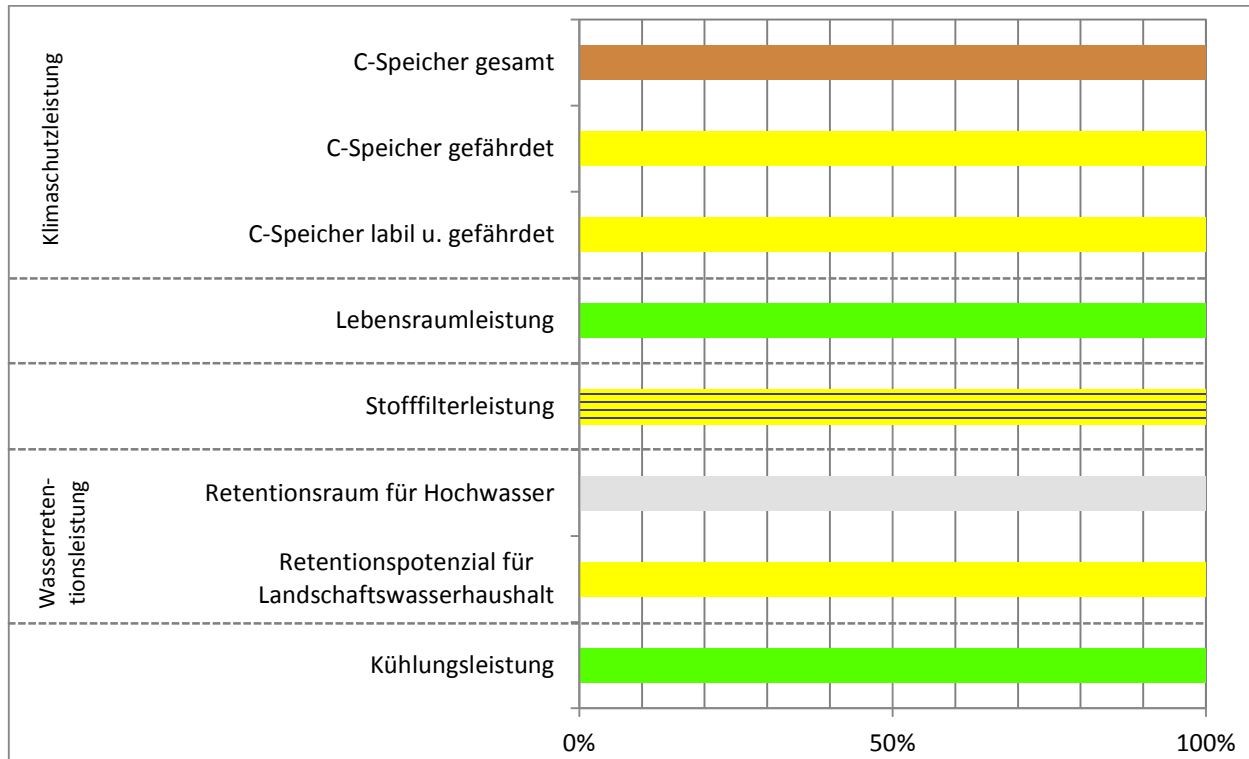 Klimaschutzleistung
C-Speicher gesamt
C-Speicher gefährdet
C-Speicher labil u. gefährdet
Lebensraumleistung
Stofffilterleistung
Wasserreten-
tionsleistung
Retentionsraum für Hochwasser
Retentionspotenzial für
Landschaftswasserhaushalt
Kühlungsleistung
0%
50%
100%